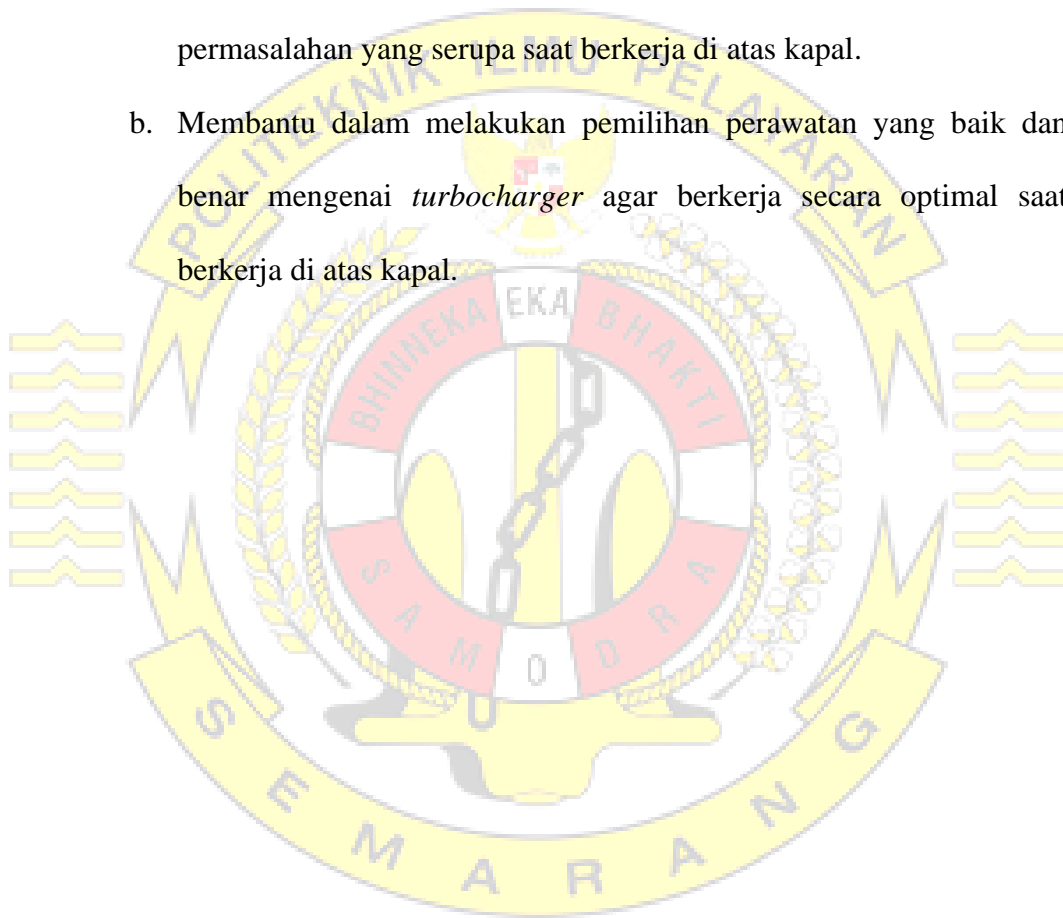 permasalahan yang serupa saat berkerja di atas kapal.
b. Membantu dalam melakukan pemilihan perawatan yang baik dan
benar mengenai turbocharger agar berkerja secara optimal saat
berkerja di atas kapal.
POLITEKNIK ILMU PELAYARAN
BHINNEKA EKA BHAKTI
SAMODRA
SEMARANG